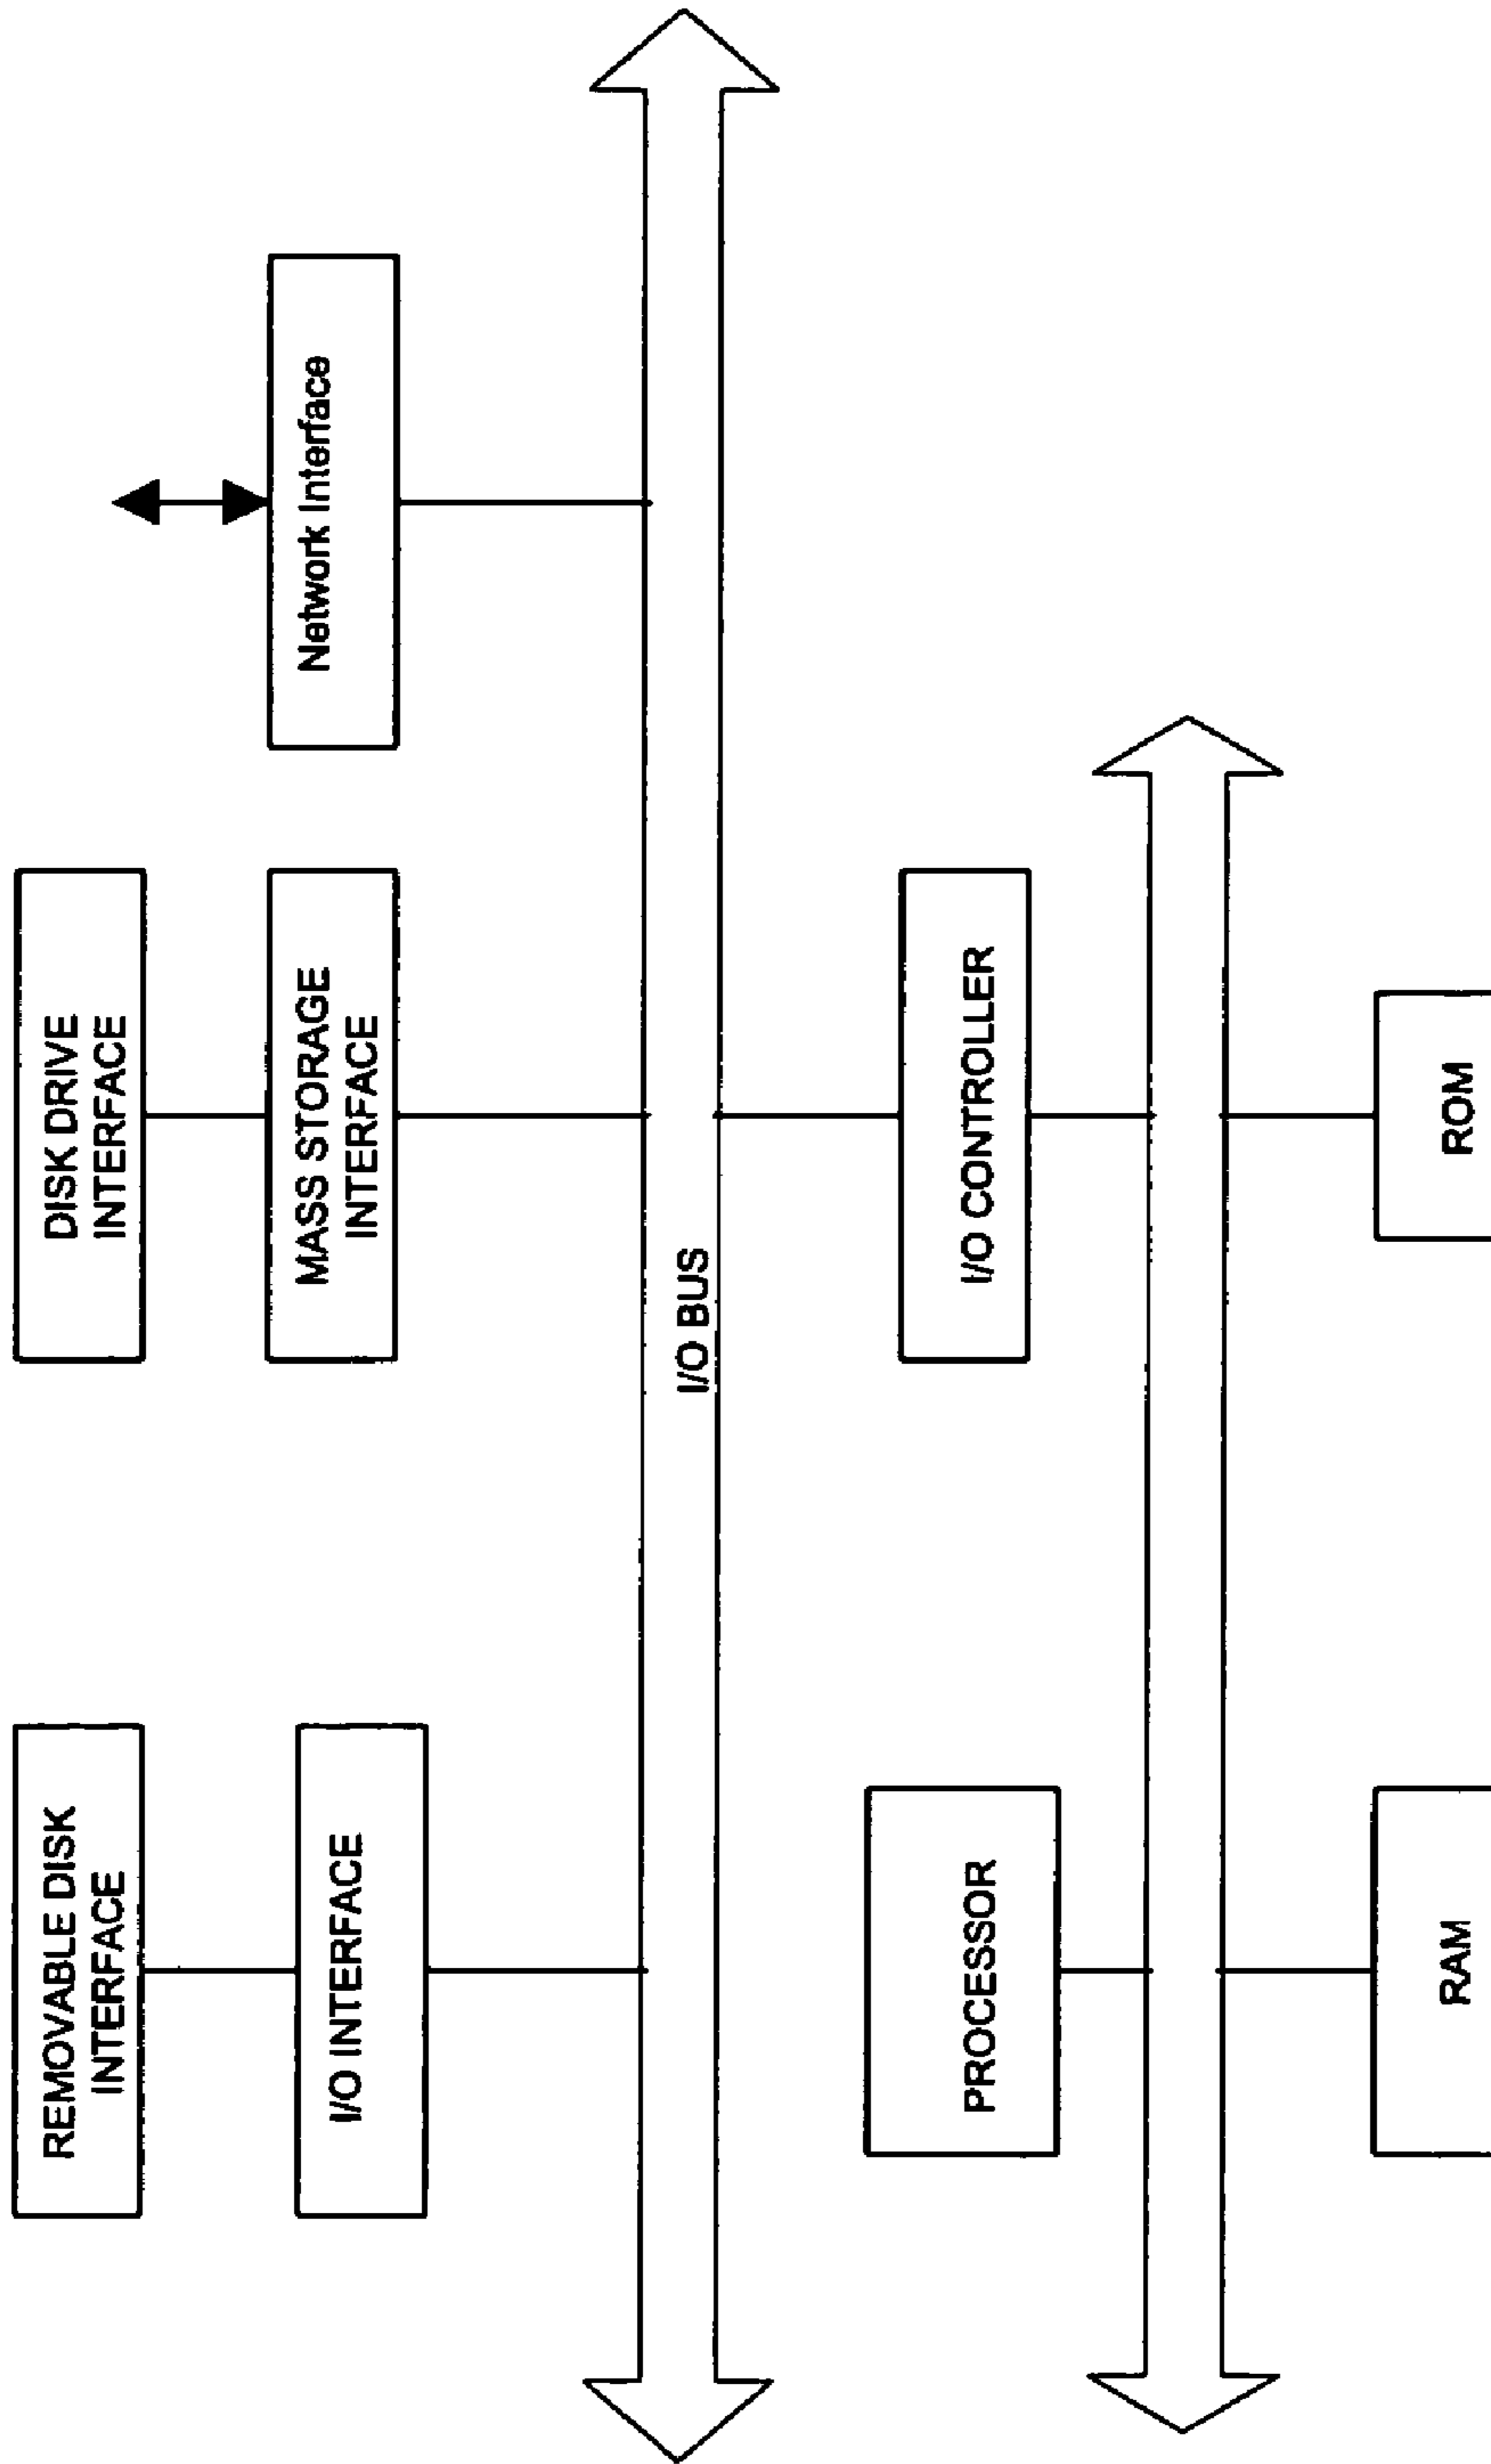 REMOVABLE DISK
INTERFACE
DISK DRIVE
INTERFACE
I/O INTERFACE
MASS STORAGE
INTERFACE
Network Interface
I/O BUS
PROCESSOR
I/O CONTROLLER
RAM
ROM